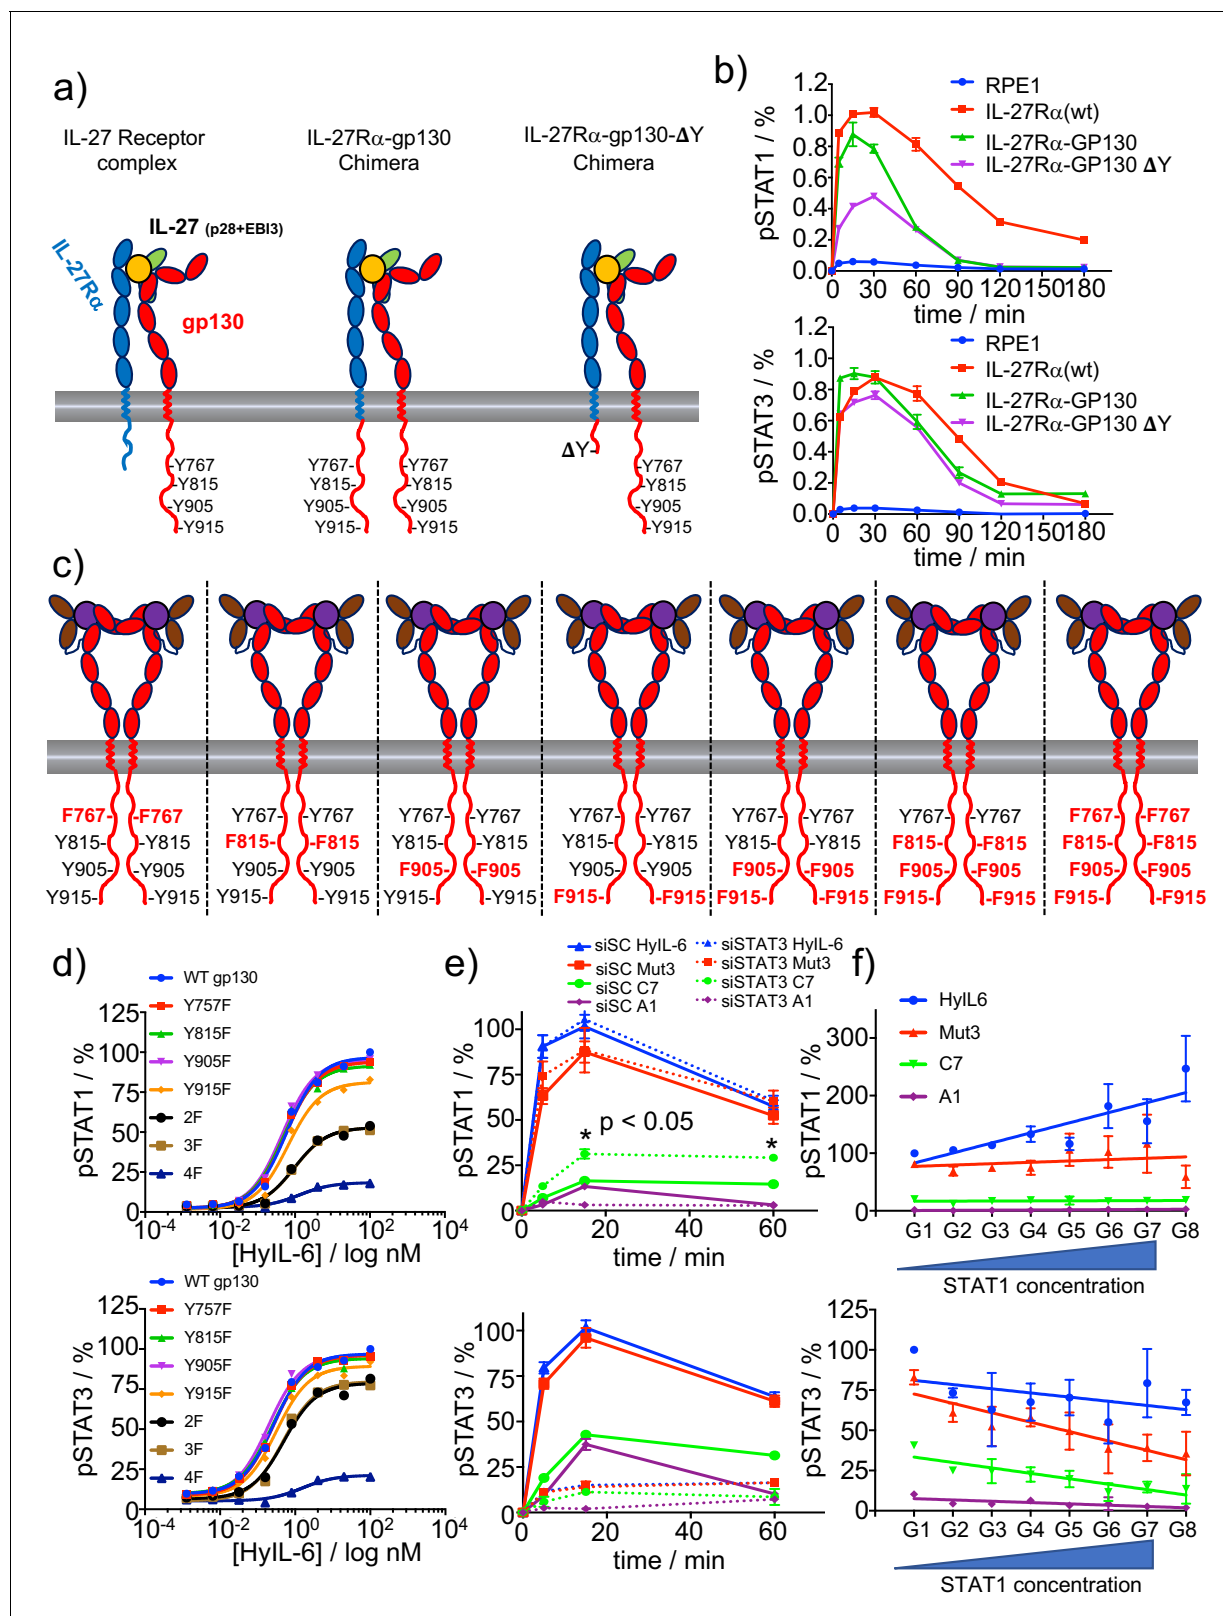 a)
IL-27 Receptor
complex
IL-27Rα-gp130
Chimera
IL-27Rα-gp130-ΔY
Chimera
IL-27 (p28+EBI3)
IL-27Rα
gp130
-Y767
-Y815
-Y905
-Y915
Y767- -Y767
Y815- -Y815
Y905- -Y905
Y915- -Y915
ΔY-
-Y767
-Y815
-Y905
-Y915
b)
RPE1
IL-27Rα(wt)
IL-27Rα-GP130
IL-27Rα-GP130 ΔY
pSTAT1 / %
1.2
1.0
0.8
0.6
0.4
0.2
0.0
0 30 60 90 120 150 180
time / min
RPE1
IL-27Rα(wt)
IL-27Rα-GP130
IL-27Rα-GP130 ΔY
pSTAT3 / %
1.2
1.0
0.8
0.6
0.4
0.2
0.0
0 30 60 90 120 150 180
time / min
c)
F767- -F767
Y815- -Y815
Y905- -Y905
Y915- -Y915
Y767- -Y767
F815- -F815
Y905- -Y905
Y915- -Y915
Y767- -Y767
Y815- -Y815
F905- -F905
Y915- -Y915
Y767- -Y767
Y815- -Y815
Y905- -Y905
F915- -F915
Y767- -Y767
Y815- -Y815
F905- -F905
F915- -F915
Y767- -Y767
F815- -F815
F905- -F905
F915- -F915
F767- -F767
F815- -F815
F905- -F905
F915- -F915
d)
WT gp130
Y757F
Y815F
Y905F
Y915F
2F
3F
4F
pSTAT1 / %
125
100
75
50
25
0
10⁻⁴ 10⁻² 10⁰ 10² 10⁴
[HyIL-6] / log nM
WT gp130
Y757F
Y815F
Y905F
Y915F
2F
3F
4F
pSTAT3 / %
125
100
75
50
25
0
10⁻⁴ 10⁻² 10⁰ 10² 10⁴
[HyIL-6] / log nM
e)
siSC HyIL-6
siSC Mut3
siSC C7
siSC A1
siSTAT3 HyIL-6
siSTAT3 Mut3
siSTAT3 C7
siSTAT3 A1
pSTAT1 / %
100
75
50
25
0
p < 0.05
* *
0 20 40 60
time / min
pSTAT3 / %
100
75
50
25
0
0 20 40 60
time / min
f)
HyIL6
Mut3
C7
A1
pSTAT1 / %
300
200
100
0
G1 G2 G3 G4 G5 G6 G7 G8
STAT1 concentration
pSTAT3 / %
125
100
75
50
25
0
G1 G2 G3 G4 G5 G6 G7 G8
STAT1 concentration